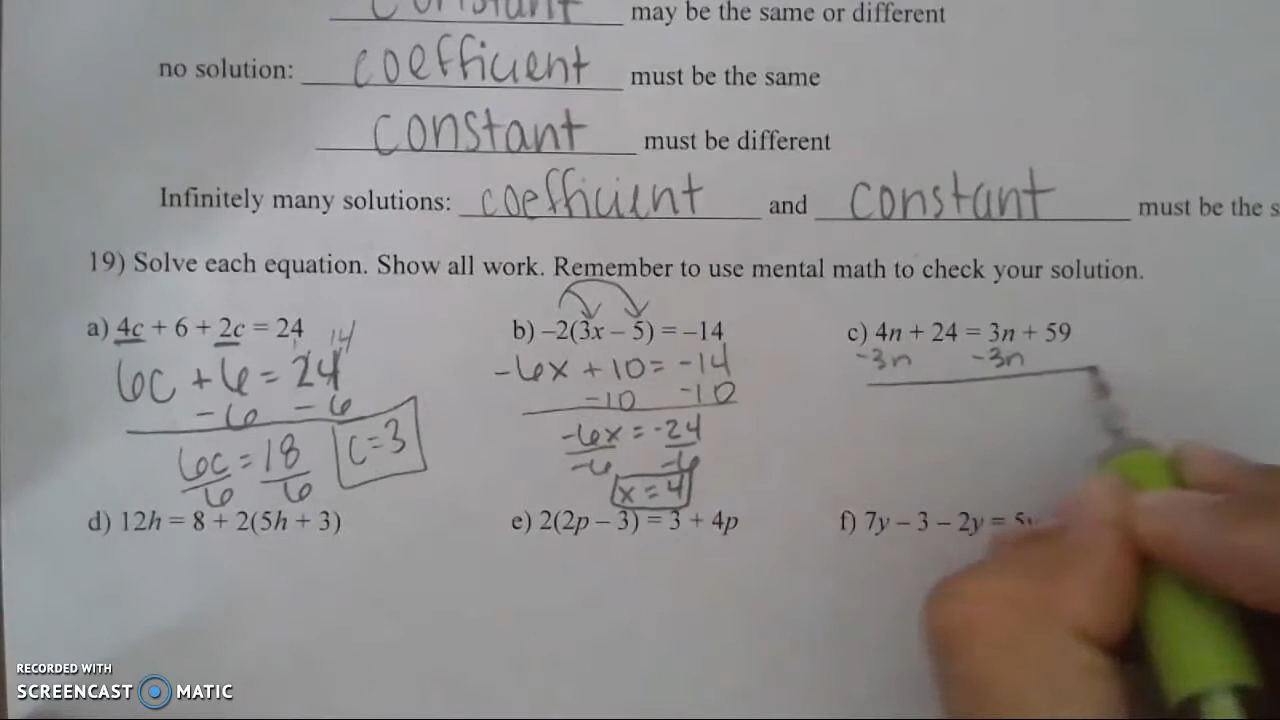 constant may be the same or different
no solution: coefficient must be the same
constant must be different
Infinitely many solutions: coefficient and constant must be the s
19) Solve each equation. Show all work. Remember to use mental math to check your solution.
a) 4c + 6 + 2c = 24
14
6c + 6 = 24
-6 -6
6c = 18
6 6
c=3
b) –2(3x – 5) = –14
-6x + 10 = -14
-10 -10
-6x = -24
-6 -6
x = 4
c) 4n + 24 = 3n + 59
-3n -3n
d) 12h = 8 + 2(5h + 3)
e) 2(2p – 3) = 3 + 4p
f) 7y – 3 – 2y = 5
RECORDED WITH
SCREENCAST MATIC